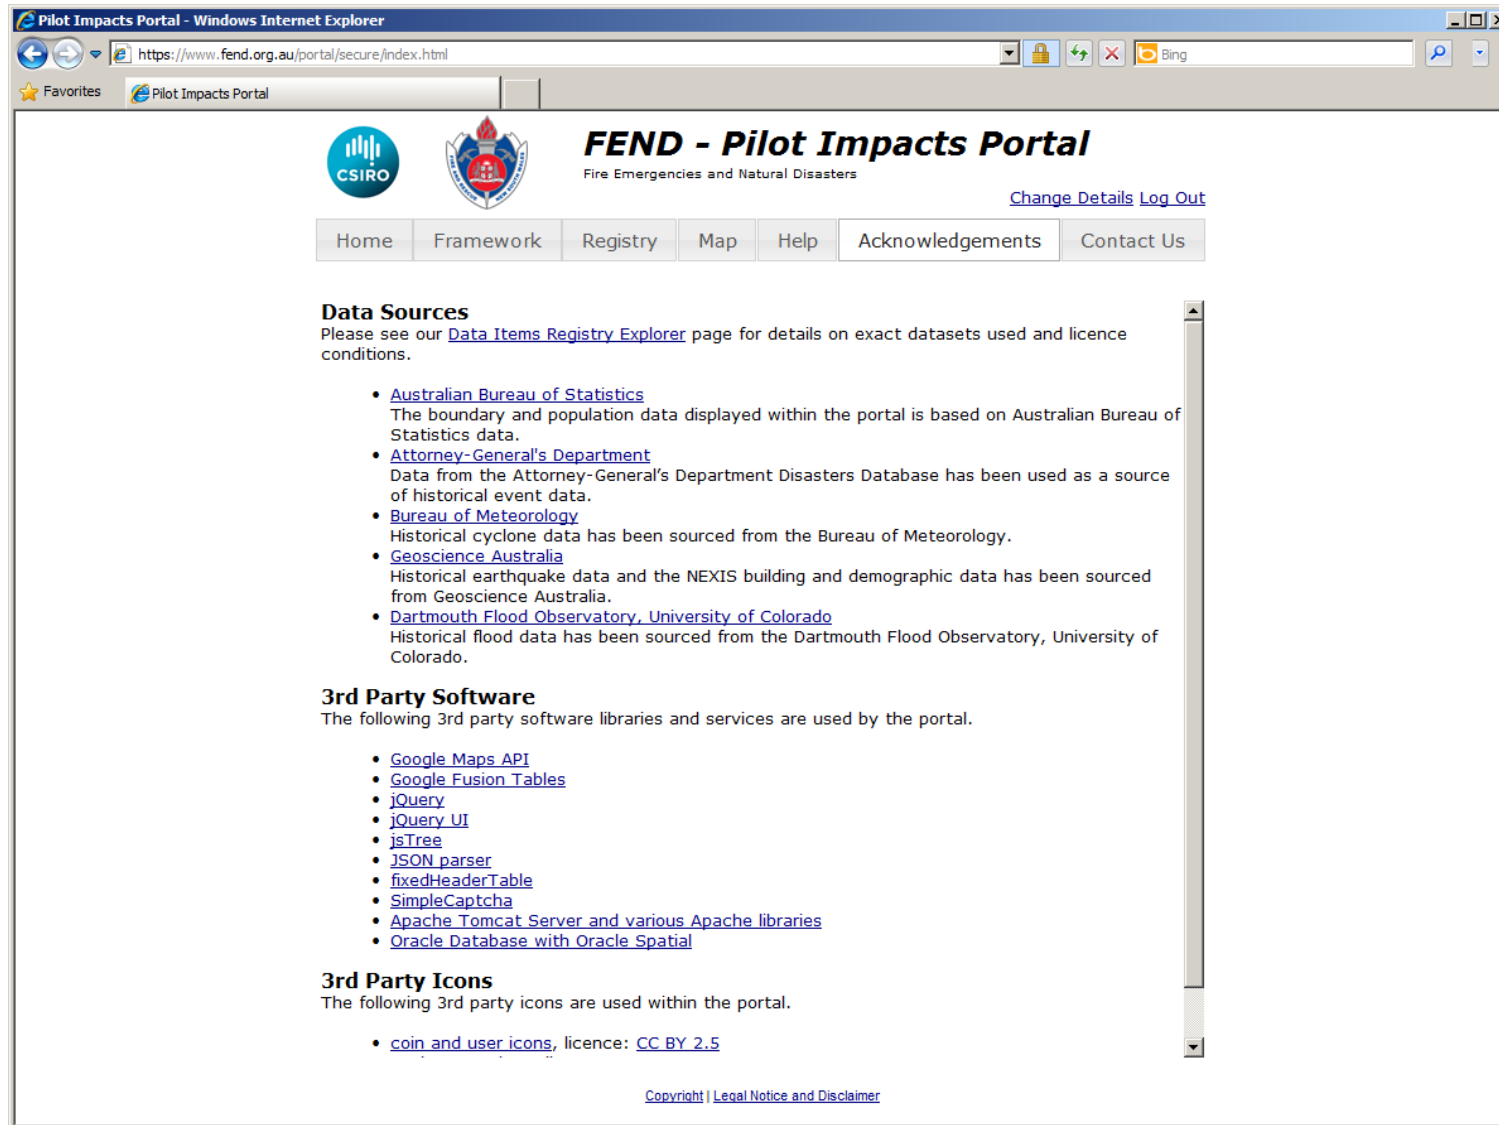 Pilot Impacts Portal - Windows Internet Explorer
https://www.fend.org.au/portal/secure/index.html
Bing
Favorites
Pilot Impacts Portal
CSIRO
FIRE AND RESCUE NEW SOUTH WALES
FEND - Pilot Impacts Portal
Fire Emergencies and Natural Disasters
Change Details Log Out
Home Framework Registry Map Help Acknowledgements Contact Us
Data Sources
Please see our Data Items Registry Explorer page for details on exact datasets used and licence
conditions.
• Australian Bureau of Statistics
The boundary and population data displayed within the portal is based on Australian Bureau of
Statistics data.
• Attorney-General's Department
Data from the Attorney-General’s Department Disasters Database has been used as a source
of historical event data.
• Bureau of Meteorology
Historical cyclone data has been sourced from the Bureau of Meteorology.
• Geoscience Australia
Historical earthquake data and the NEXIS building and demographic data has been sourced
from Geoscience Australia.
• Dartmouth Flood Observatory, University of Colorado
Historical flood data has been sourced from the Dartmouth Flood Observatory, University of
Colorado.
3rd Party Software
The following 3rd party software libraries and services are used by the portal.
• Google Maps API
• Google Fusion Tables
• jQuery
• jQuery UI
• jsTree
• JSON parser
• fixedHeaderTable
• SimpleCaptcha
• Apache Tomcat Server and various Apache libraries
• Oracle Database with Oracle Spatial
3rd Party Icons
The following 3rd party icons are used within the portal.
• coin and user icons, licence: CC BY 2.5
Copyright | Legal Notice and Disclaimer